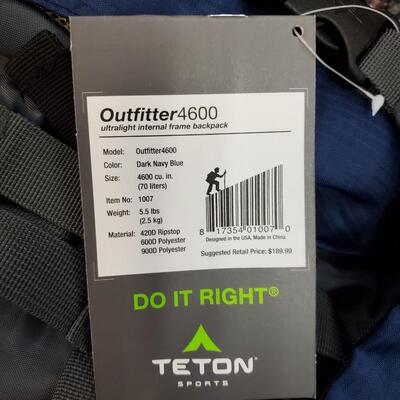 Outfitter4600
ultralight internal frame backpack
Model: Outfitter4600
Color: Dark Navy Blue
Size: 4600 cu. in.
(70 liters)
Item No: 1007
Weight: 5.5 lbs
(2.5 kg)
Material: 420D Ripstop
600D Polyester
900D Polyester
8 17354 01007 0
Designed in the USA, Made in China
Suggested Retail Price: $189.99
DO IT RIGHT®
TETON®
SPORTS